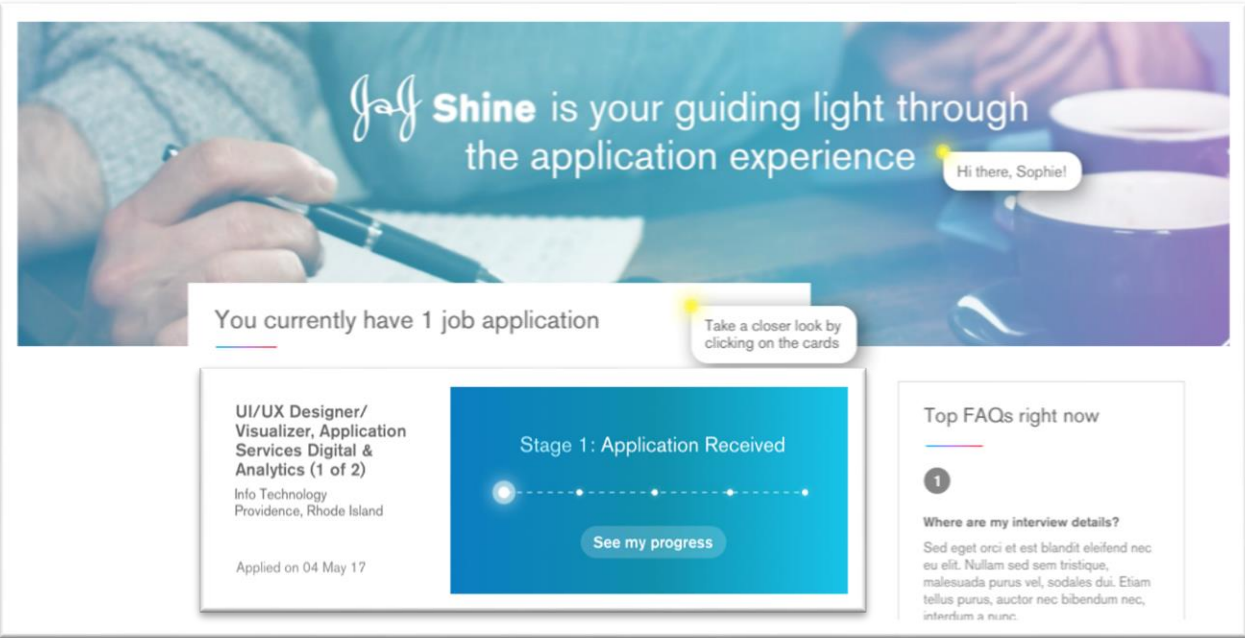 J&J Shine is your guiding light through
the application experience
Hi there, Sophie!
You currently have 1 job application
Take a closer look by
clicking on the cards
UI/UX Designer/
Visualizer, Application
Services Digital &
Analytics (1 of 2)
Info Technology
Providence, Rhode Island
Applied on 04 May 17
Stage 1: Application Received
See my progress
Top FAQs right now
1
Where are my interview details?
Sed eget orci et est blandit eleifend nec
eu elit. Nullam sed sem tristique,
malesuada purus vel, sodales dui. Etiam
tellus purus, auctor nec bibendum nec,
interdum a nunc.